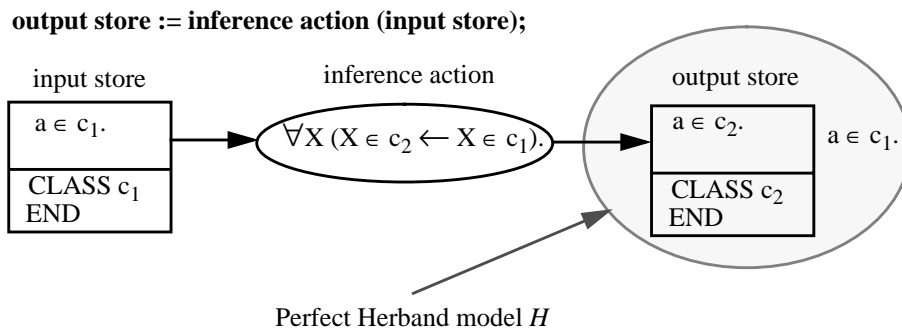 output store := inference action (input store);
input store
inference action
output store
a ∈ c₁.
∀X (X ∈ c₂ ← X ∈ c₁).
a ∈ c₂.
a ∈ c₁.
CLASS c₁
END
CLASS c₂
END
Perfect Herband model H